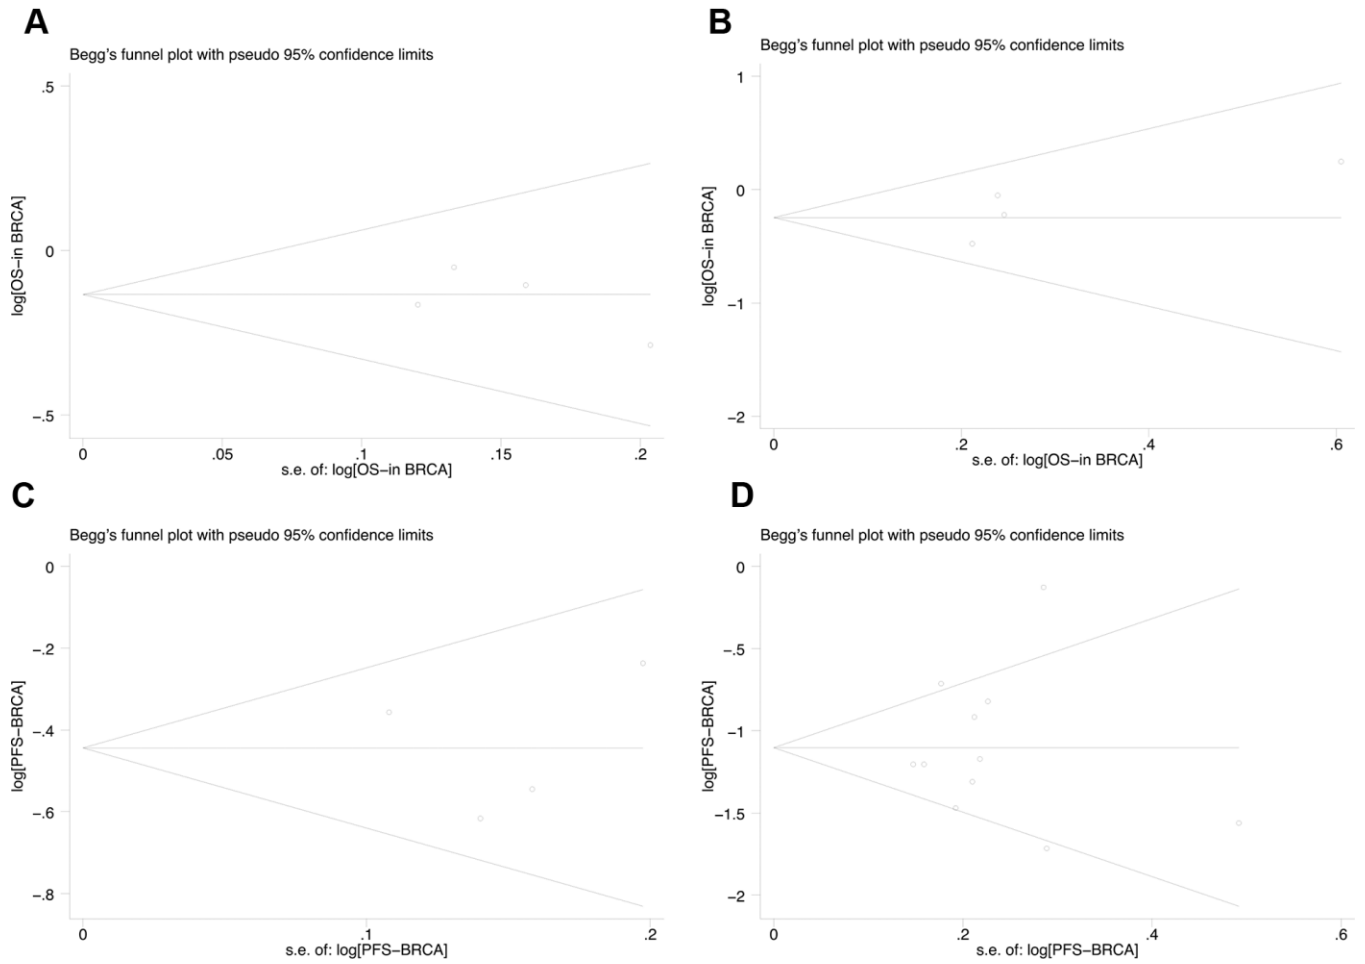 A
Begg's funnel plot with pseudo 95% confidence limits
log[OS−in BRCA]
.5
0
−.5
0
.05
.1
.15
.2
s.e. of: log[OS−in BRCA]
B
Begg's funnel plot with pseudo 95% confidence limits
log[OS−in BRCA]
1
0
−1
−2
0
.2
.4
.6
s.e. of: log[OS−in BRCA]
C
Begg's funnel plot with pseudo 95% confidence limits
log[PFS−BRCA]
0
−.2
−.4
−.6
−.8
0
.1
.2
s.e. of: log[PFS−BRCA]
D
Begg's funnel plot with pseudo 95% confidence limits
log[PFS−BRCA]
0
−.5
−1
−1.5
−2
0
.2
.4
.6
s.e. of: log[PFS−BRCA]